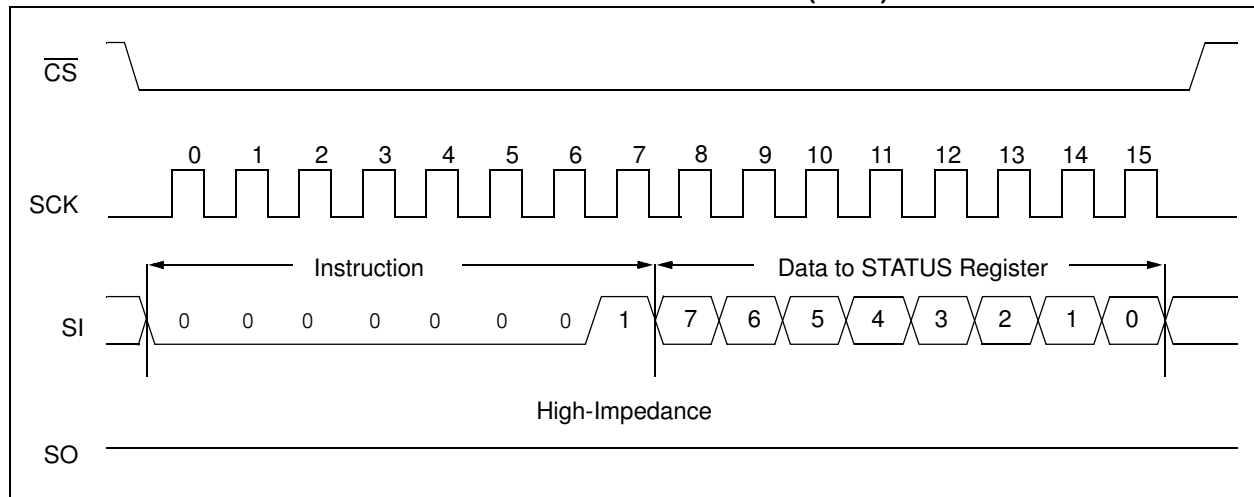 CS
0 1 2 3 4 5 6 7 8 9 10 11 12 13 14 15
SCK
Instruction Data to STATUS Register
SI 0 0 0 0 0 0 0 1 7 6 5 4 3 2 1 0
High-Impedance
SO